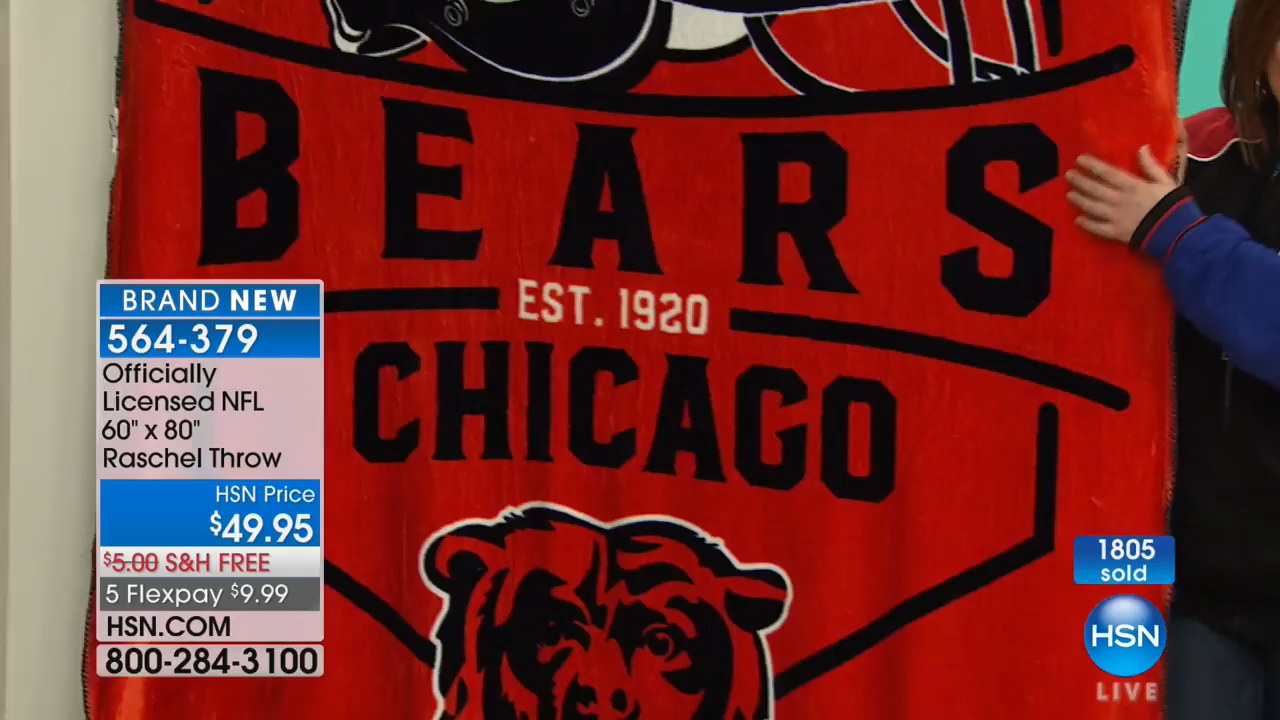 BEARS
EST. 1920
CHICAGO
BRAND NEW
564-379
Officially
Licensed NFL
60" x 80"
Raschel Throw
HSN Price
$49.95
$5.00 S&H FREE
5 Flexpay $9.99
HSN.COM
800-284-3100
1805
sold
HSN
LIVE